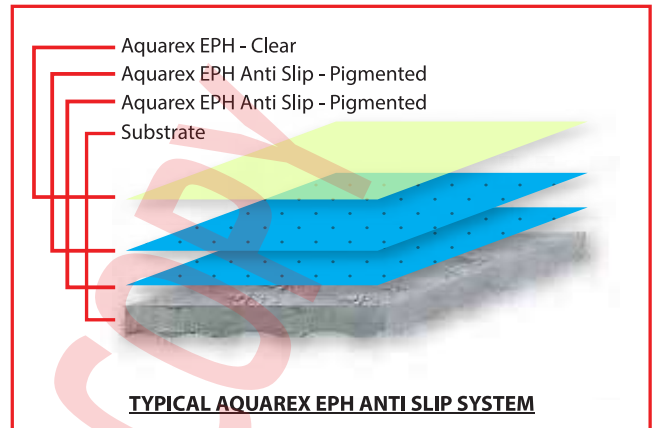 Aquarex EPH - Clear
Aquarex EPH Anti Slip - Pigmented
Aquarex EPH Anti Slip - Pigmented
Substrate
COPY
TYPICAL AQUAREX EPH ANTI SLIP SYSTEM